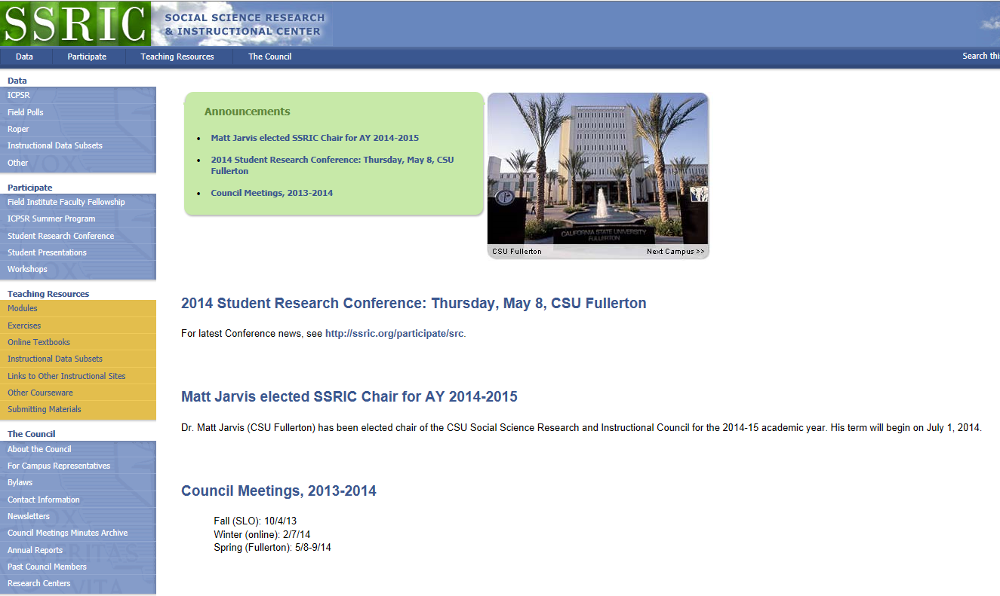 SSRIC
SOCIAL SCIENCE RESEARCH
& INSTRUCTIONAL CENTER
Data
Participate
Teaching Resources
The Council
Search thi
Data
ICPSR
Field Polls
Roper
Instructional Data Subsets
Other
Participate
Field Institute Faculty Fellowship
ICPSR Summer Program
Student Research Conference
Student Presentations
Workshops
Teaching Resources
Modules
Exercises
Online Textbooks
Instructional Data Subsets
Links to Other Instructional Sites
Other Courseware
Submitting Materials
The Council
About the Council
For Campus Representatives
Bylaws
Contact Information
Newsletters
Council Meetings Minutes Archive
Annual Reports
Past Council Members
Research Centers
VOX
VOX
VOX
VERITAS
VITA
Announcements
• Matt Jarvis elected SSRIC Chair for AY 2014-2015
• 2014 Student Research Conference: Thursday, May 8, CSU
Fullerton
• Council Meetings, 2013-2014
CALIFORNIA STATE UNIVERSITY
FULLERTON
CSU Fullerton
Next Campus >>
2014 Student Research Conference: Thursday, May 8, CSU Fullerton
For latest Conference news, see http://ssric.org/participate/src.
Matt Jarvis elected SSRIC Chair for AY 2014-2015
Dr. Matt Jarvis (CSU Fullerton) has been elected chair of the CSU Social Science Research and Instructional Council for the 2014-15 academic year. His term will begin on July 1, 2014.
Council Meetings, 2013-2014
Fall (SLO): 10/4/13
Winter (online): 2/7/14
Spring (Fullerton): 5/8-9/14